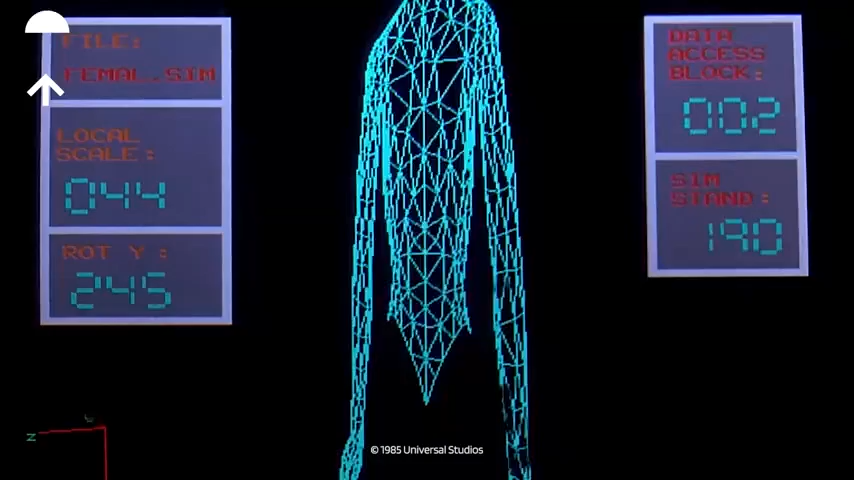 FILE:
FEMAL.SIM
LOCAL
SCALE:
044
ROT Y :
245
DATA
ACCESS
BLOCK:
002
SIM
STAND:
190
Z
© 1985 Universal Studios